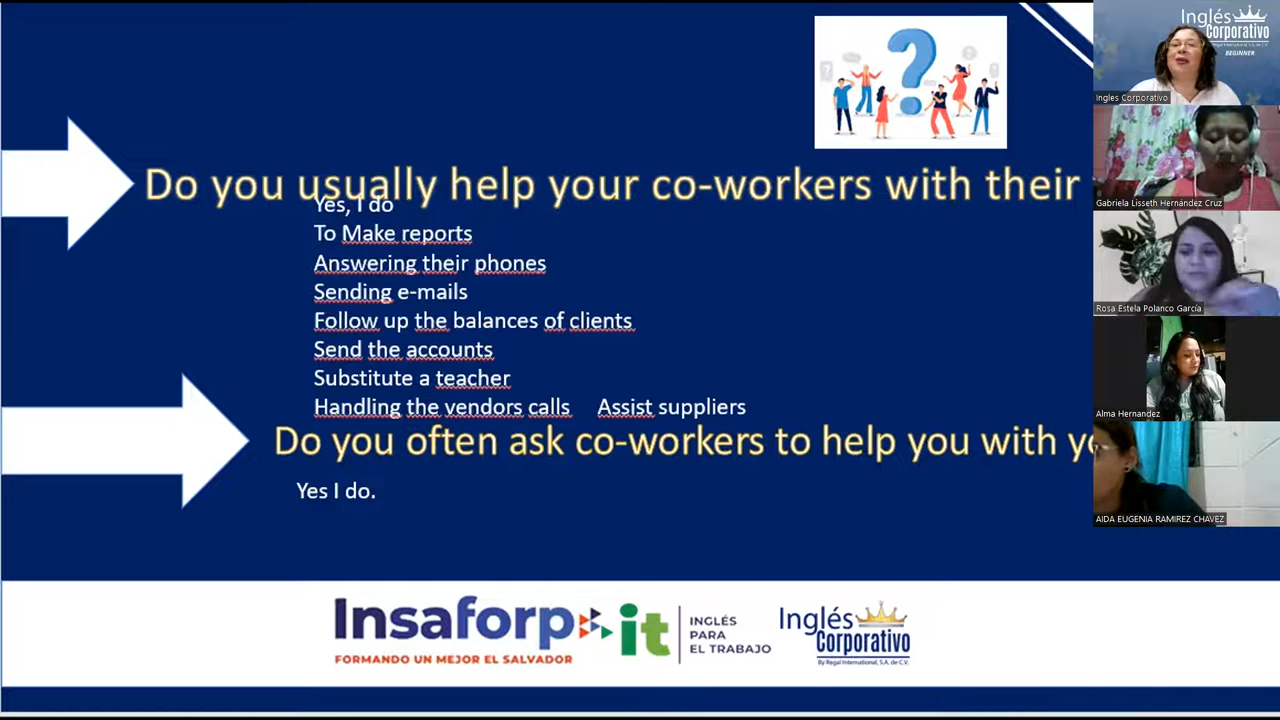 Do you usually help your co-workers with their
Yes, I do
To Make reports
Answering their phones
Sending e-mails
Follow up the balances of clients
Send the accounts
Substitute a teacher
Handling the vendors calls Assist suppliers
Do you often ask co-workers to help you with
Yes I do.
Insaforp
FORMANDO UN MEJOR EL SALVADOR
it
INGLÉS
PARA
EL TRABAJO
Inglés
Corporativo
By Regal International, S.A. de C.V.
Inglés
Corporativo
By Regal International, S.A. de C.V.
BEGINNER
Ingles Corporativo
Gabriela Lisseth Hernández Cruz
Rosa Estela Polanco García
Alma Hernandez
AIDA EUGENIA RAMIREZ CHAVEZ